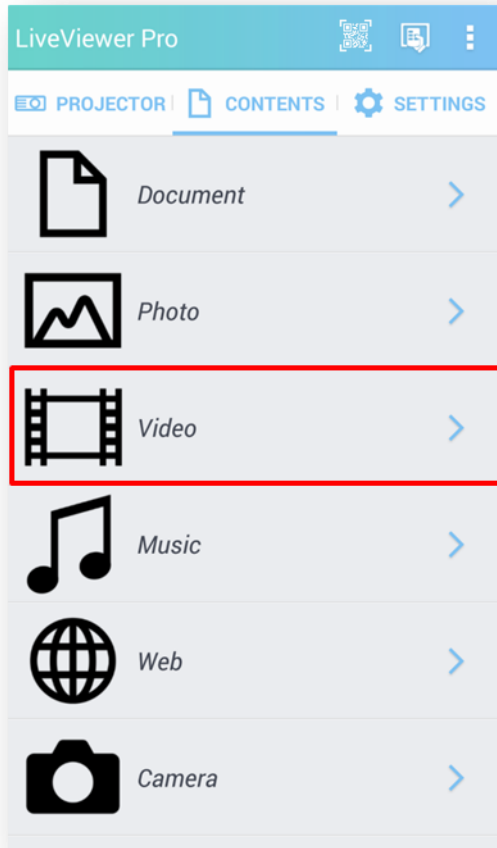 LiveViewer Pro
PROJECTOR CONTENTS SETTINGS
Document
Photo
Video
Music
Web
Camera